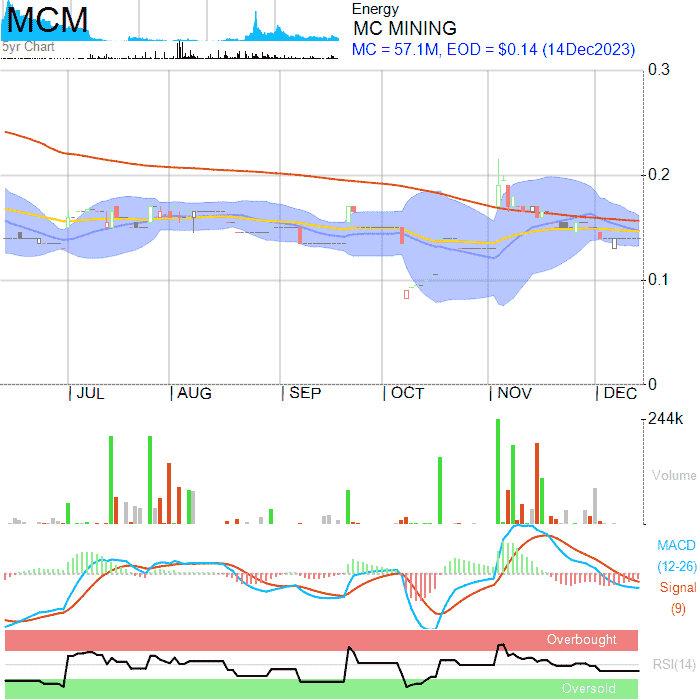 MCM
5yr Chart
Energy
MC MINING
MC = 57.1M, EOD = $0.14 (14Dec2023)
0.3
0.2
0.1
0
JUL AUG SEP OCT NOV DEC
244k
Volume
MACD
(12-26)
Signal
(9)
Overbought
RSI(14)
Oversold